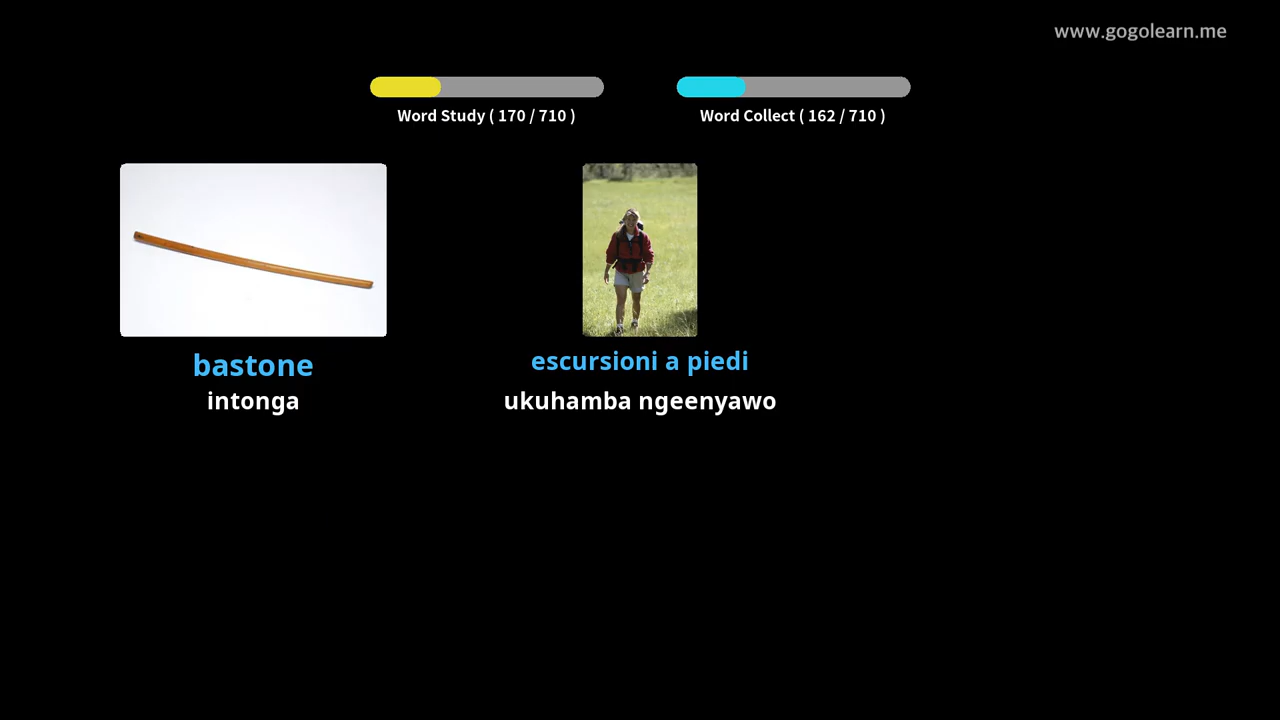 www.gogolearn.me
Word Study ( 170 / 710 )
Word Collect ( 162 / 710 )
bastone
intonga
escursioni a piedi
ukuhamba ngeenyawo